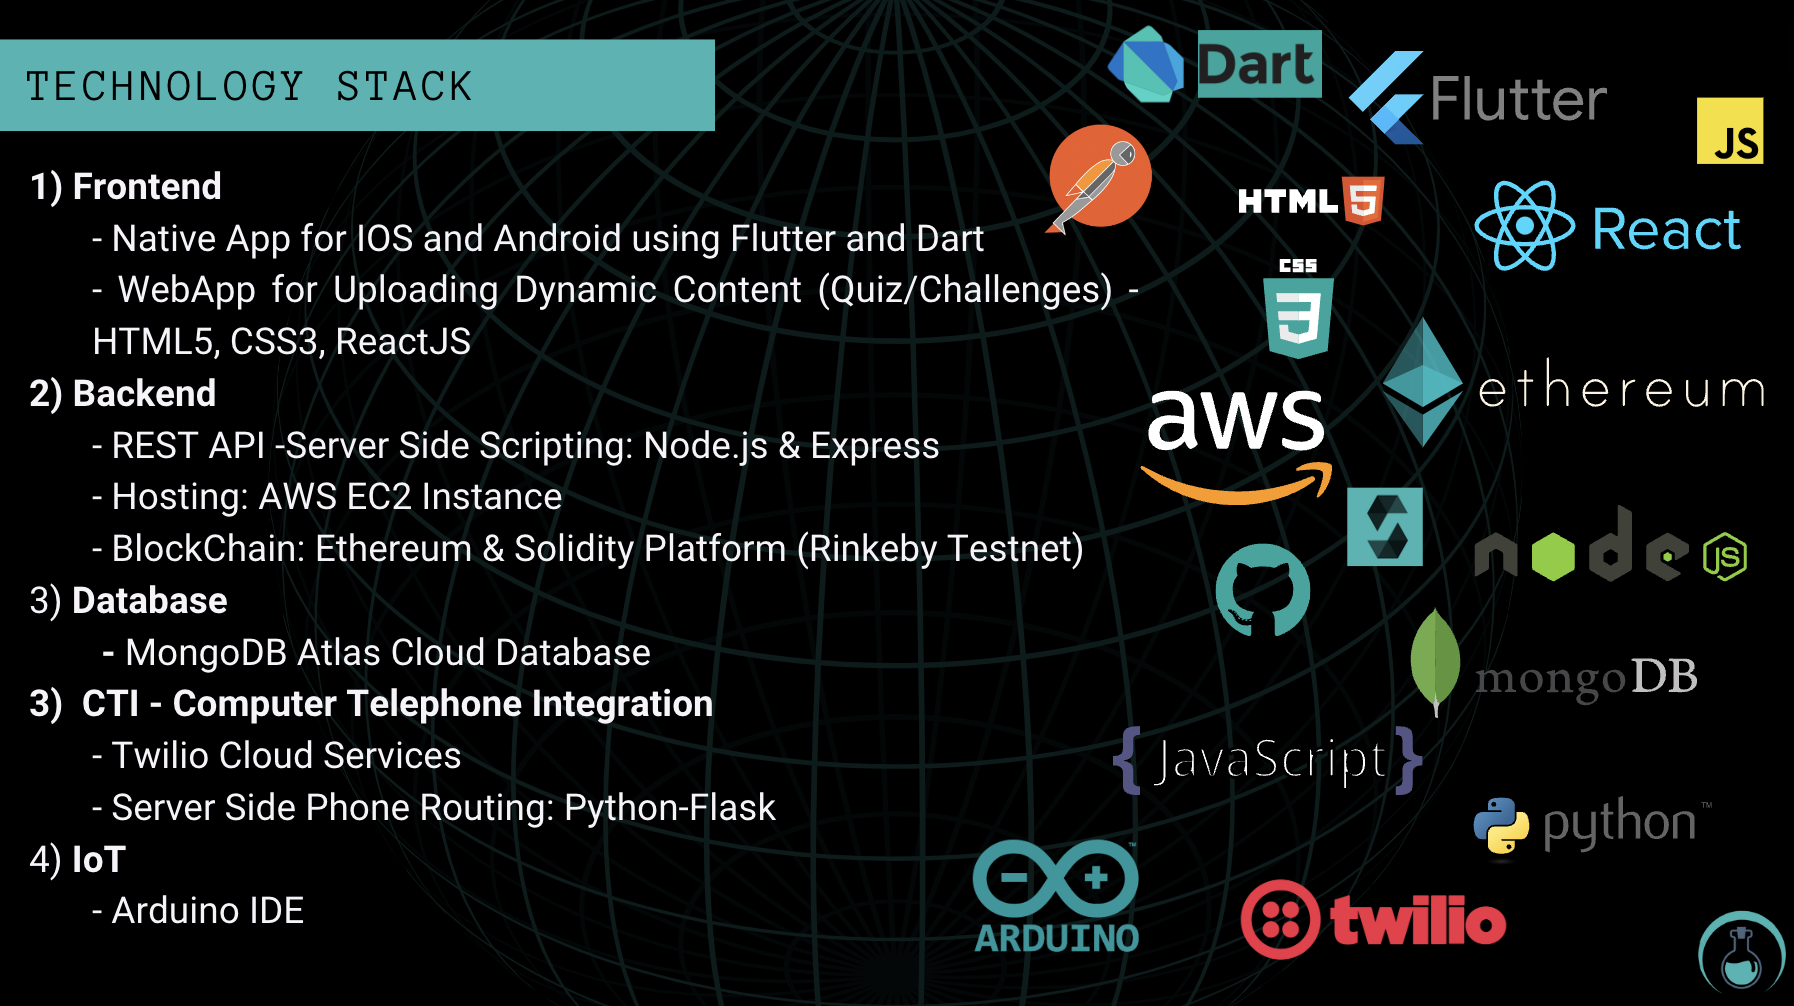 TECHNOLOGY STACK
1) Frontend
- Native App for IOS and Android using Flutter and Dart
- WebApp for Uploading Dynamic Content (Quiz/Challenges) -
HTML5, CSS3, ReactJS
2) Backend
- REST API -Server Side Scripting: Node.js & Express
- Hosting: AWS EC2 Instance
- BlockChain: Ethereum & Solidity Platform (Rinkeby Testnet)
3) Database
- MongoDB Atlas Cloud Database
3) CTI - Computer Telephone Integration
- Twilio Cloud Services
- Server Side Phone Routing: Python-Flask
4) IoT
- Arduino IDE
Dart
Flutter
JS
HTML 5
React
CSS
3
ethereum
aws
node JS
mongoDB
{ JavaScript }
python™
ARDUINO™
twilio